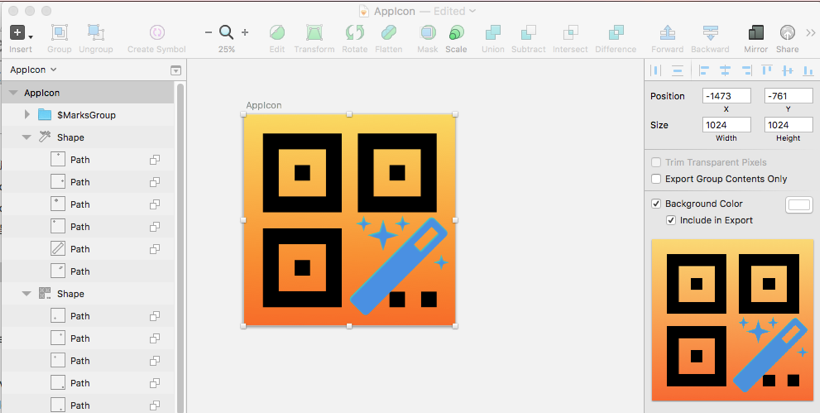 AppIcon — Edited
Insert Group Ungroup Create Symbol 25% Edit Transform Rotate Flatten Mask Scale Union Subtract Intersect Difference Forward Backward Mirror Share
AppIcon
AppIcon
$MarksGroup
Shape
Path
Path
Path
Path
Path
Path
Shape
Path
Path
Path
Path
Path
AppIcon
Position -1473 -761
X Y
Size 1024 1024
Width Height
Trim Transparent Pixels
Export Group Contents Only
Background Color
Include in Export